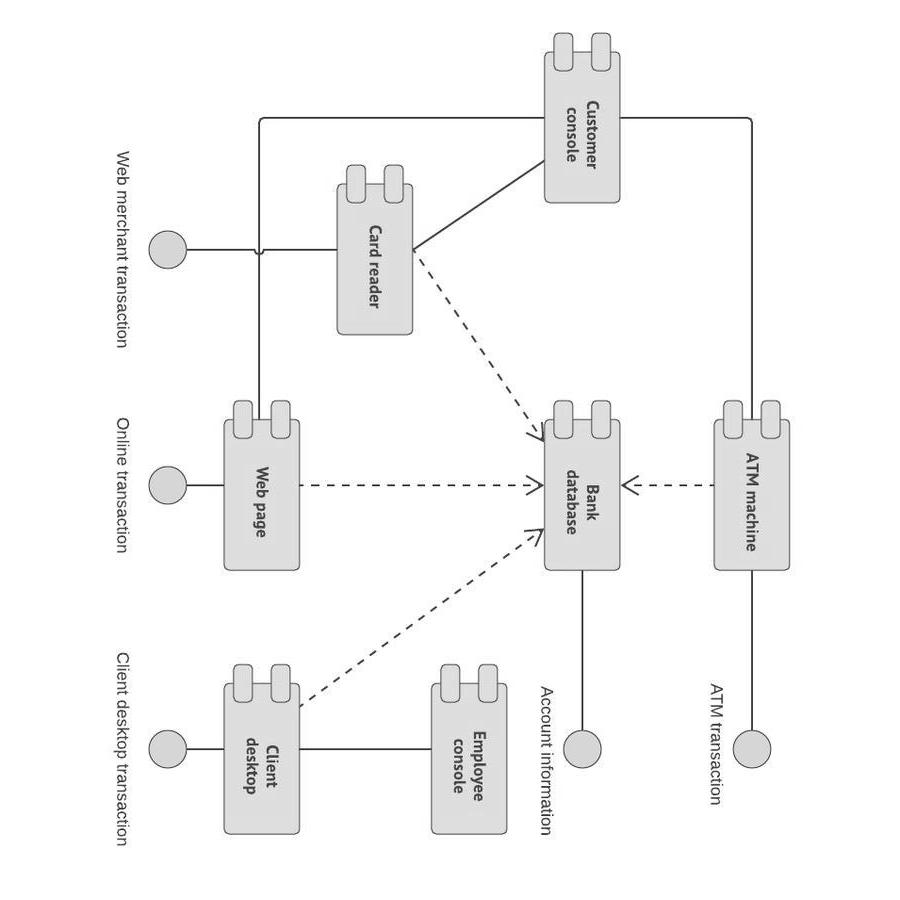 ATM machine
ATM transaction
Customer
console
Bank
database
Account information
Employee
console
Card reader
Web page
Client
desktop
Web merchant transaction
Online transaction
Client desktop transaction